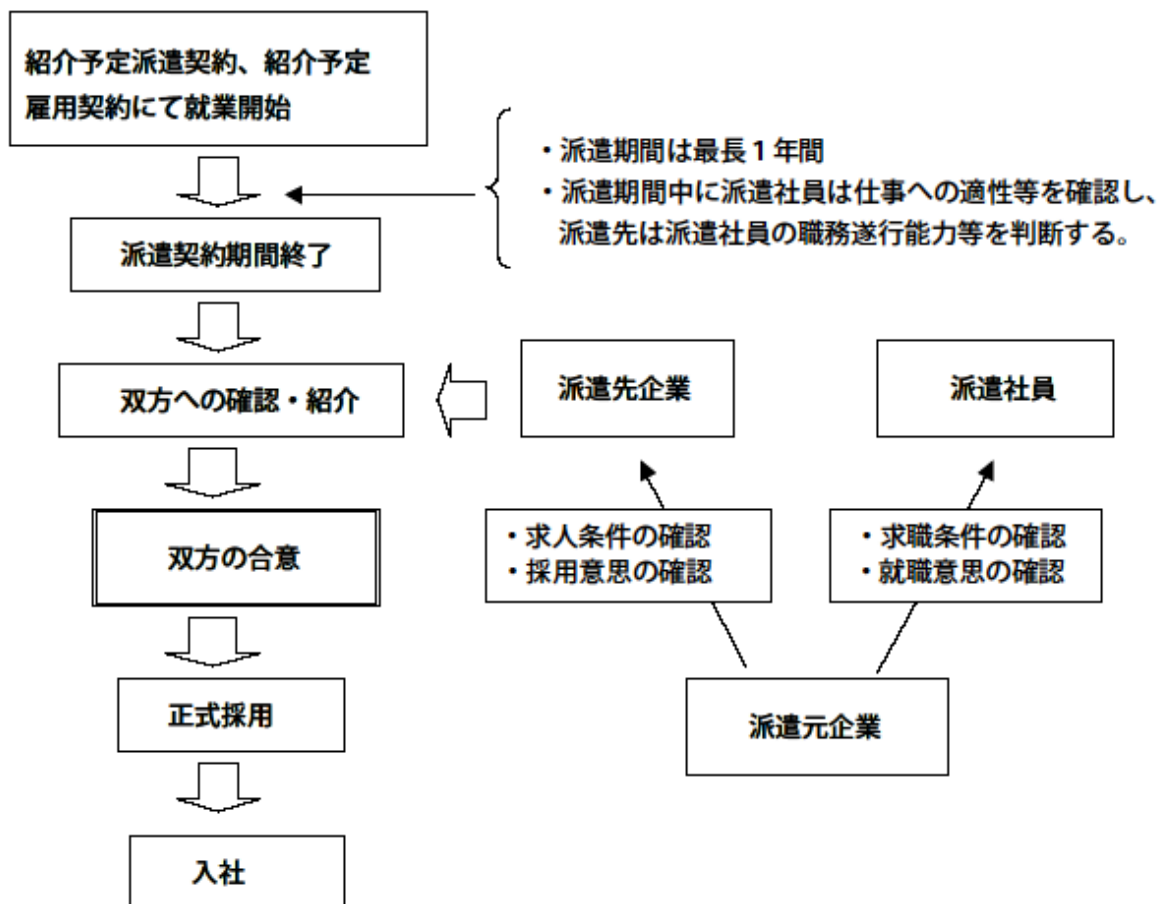 紹介予定派遣契約、紹介予定
雇用契約にて就業開始
・派遣期間は最長1年間
・派遣期間中に派遣社員は仕事への適性等を確認し、
派遣先は派遣社員の職務遂行能力等を判断する。
派遣契約期間終了
双方への確認・紹介
派遣先企業
派遣社員
双方の合意
・求人条件の確認
・採用意思の確認
・求職条件の確認
・就職意思の確認
正式採用
派遣元企業
入社